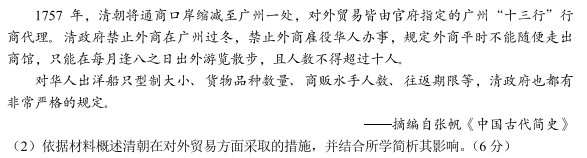 1757 年，清朝将通商口岸缩减至广州一处，对外贸易皆由官府指定的广州“十三行”行
商代理。清政府禁止外商在广州过冬，禁止外商雇役华人办事，规定外商平时不能随便走出
商馆，只能在每月逢八之日出外游览散步，且人数不得超过十人。
对华人出洋船只型制大小、货物品种数量、商贩水手人数、往返期限等，清政府也都有
非常严格的规定。
——摘编自张帆《中国古代简史》
（2）依据材料概述清朝在对外贸易方面采取的措施，并结合所学简析其影响。（6 分）